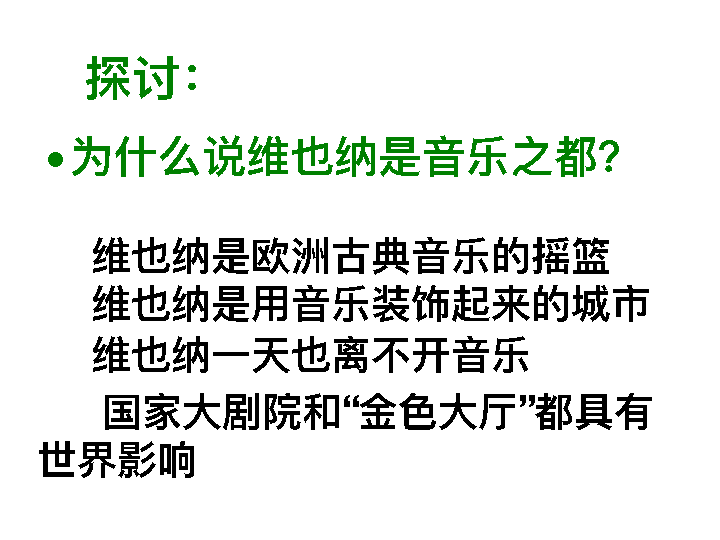 探讨：
•为什么说维也纳是音乐之都？
维也纳是欧洲古典音乐的摇篮
维也纳是用音乐装饰起来的城市
维也纳一天也离不开音乐
国家大剧院和“金色大厅”都具有
世界影响